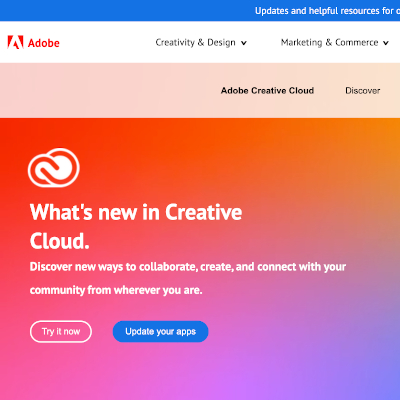 Updates and helpful resources for
Adobe
Creativity & Design
Marketing & Commerce
Adobe Creative Cloud
Discover
What's new in Creative
Cloud.
Discover new ways to collaborate, create, and connect with your
community from wherever you are.
Try it now
Update your apps